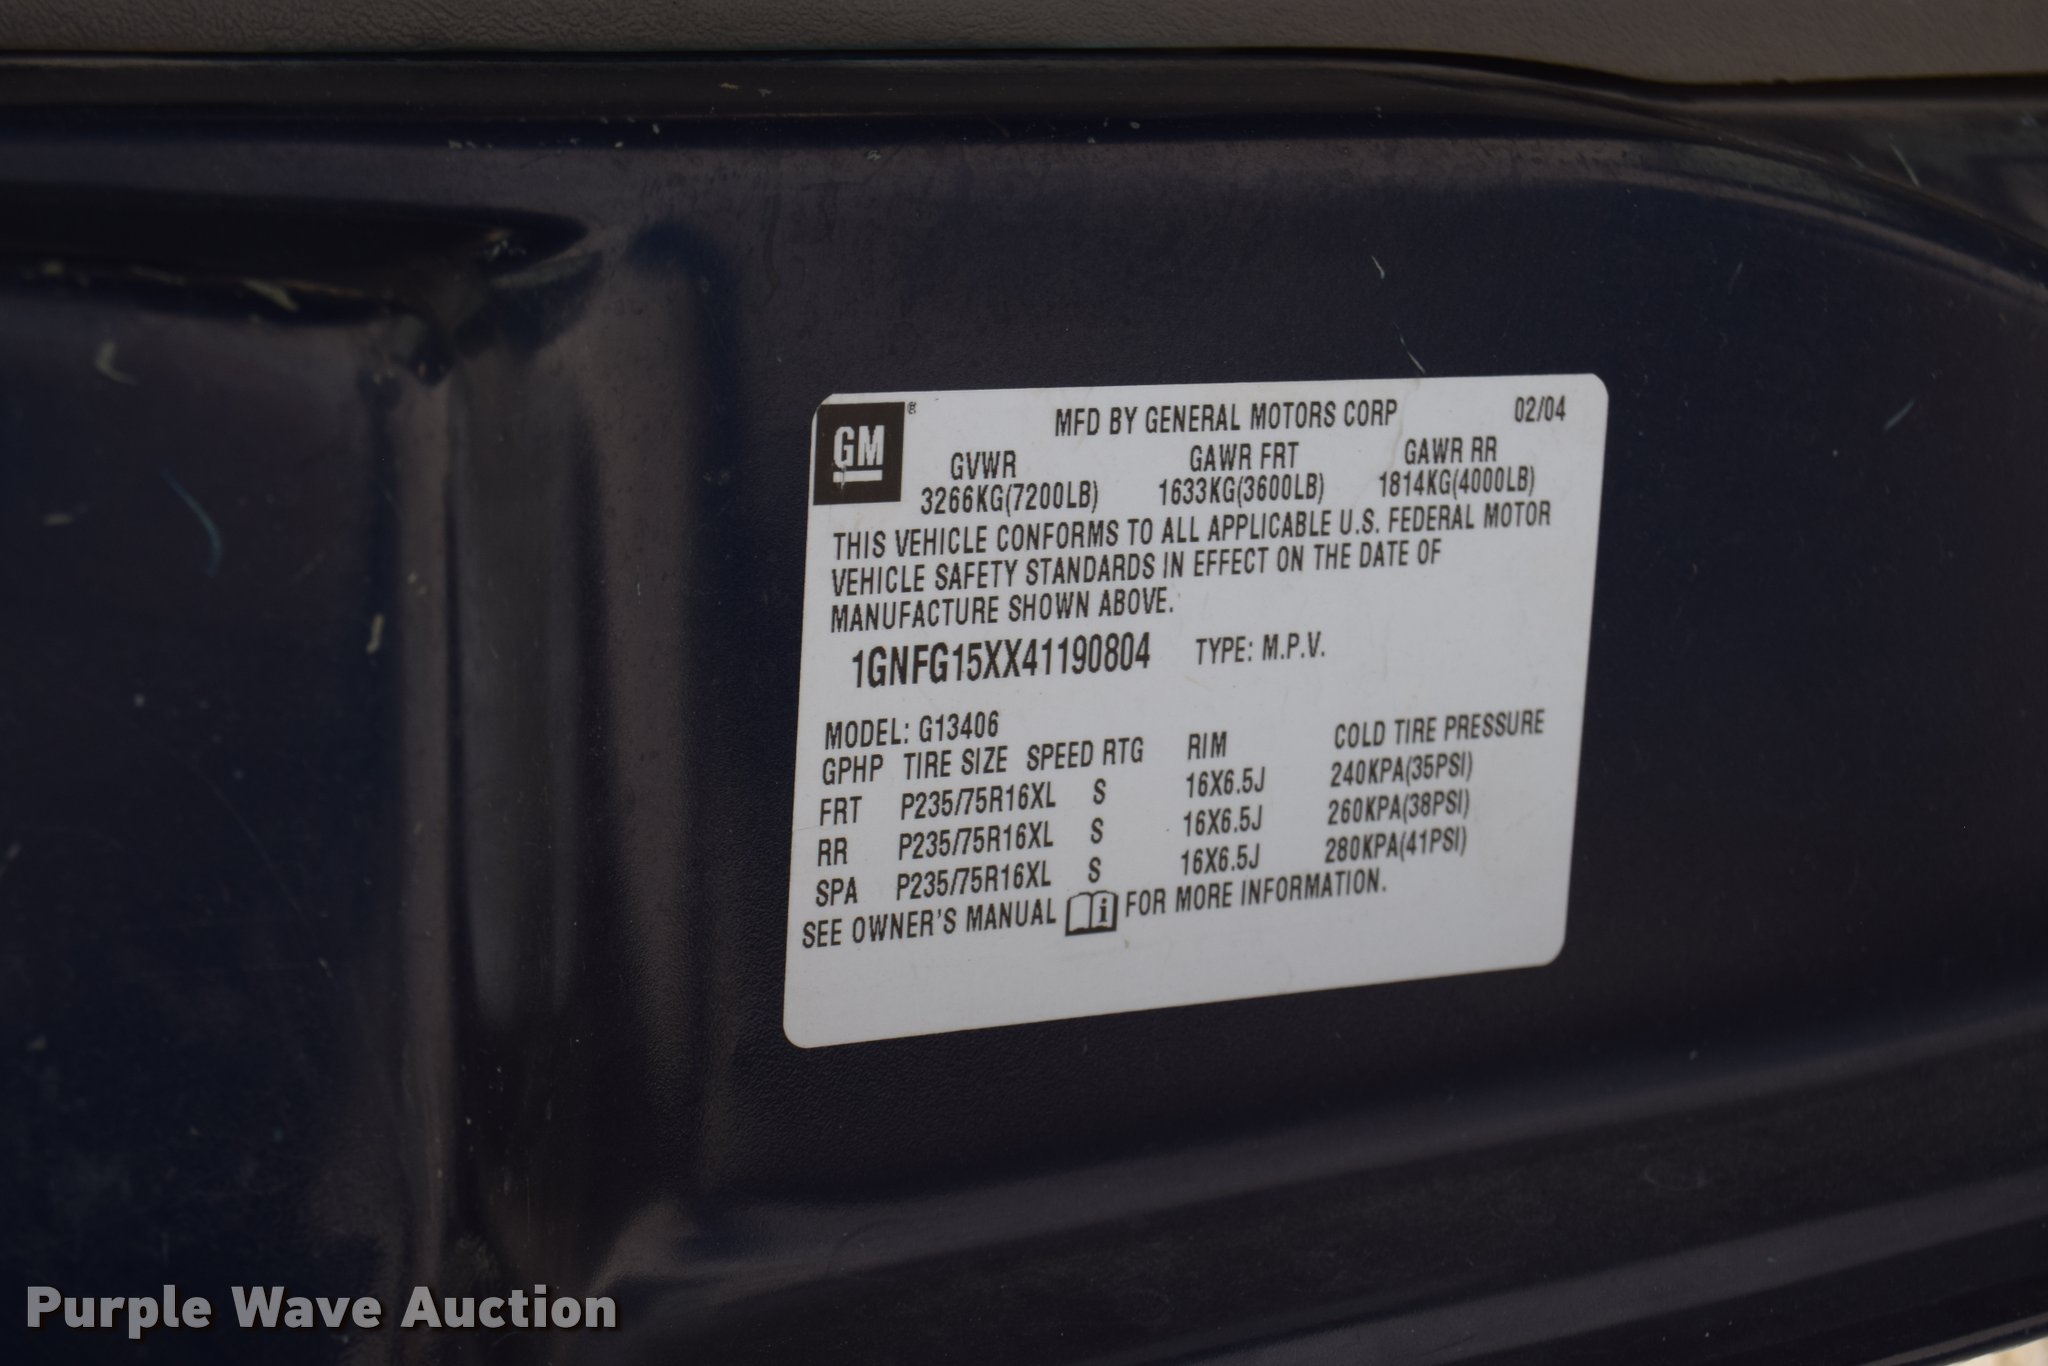 GM ® MFD BY GENERAL MOTORS CORP 02/04
GVWR GAWR FRT GAWR RR
3266KG(7200LB) 1633KG(3600LB) 1814KG(4000LB)
THIS VEHICLE CONFORMS TO ALL APPLICABLE U.S. FEDERAL MOTOR
VEHICLE SAFETY STANDARDS IN EFFECT ON THE DATE OF
MANUFACTURE SHOWN ABOVE.
1GNFG15XX41190804 TYPE: M.P.V.
MODEL: G13406
GPHP TIRE SIZE SPEED RTG RIM COLD TIRE PRESSURE
FRT P235/75R16XL S 16X6.5J 240KPA(35PSI)
RR P235/75R16XL S 16X6.5J 260KPA(38PSI)
SPA P235/75R16XL S 16X6.5J 280KPA(41PSI)
SEE OWNER'S MANUAL i FOR MORE INFORMATION.
Purple Wave Auction